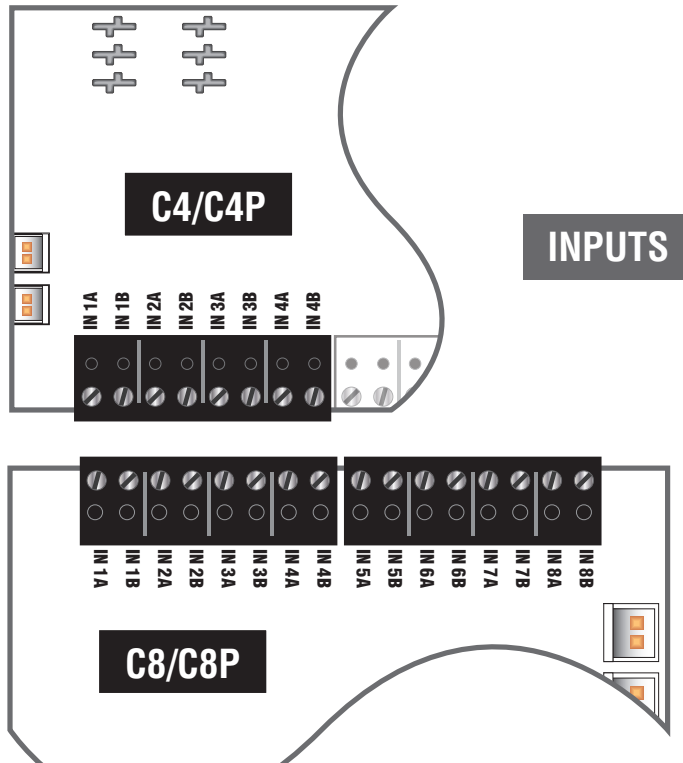 C4/C4P
INPUTS
IN 1A
IN 1B
IN 2A
IN 2B
IN 3A
IN 3B
IN 4A
IN 4B
IN 1A
IN 1B
IN 2A
IN 2B
IN 3A
IN 3B
IN 4A
IN 4B
IN 5A
IN 5B
IN 6A
IN 6B
IN 7A
IN 7B
IN 8A
IN 8B
C8/C8P